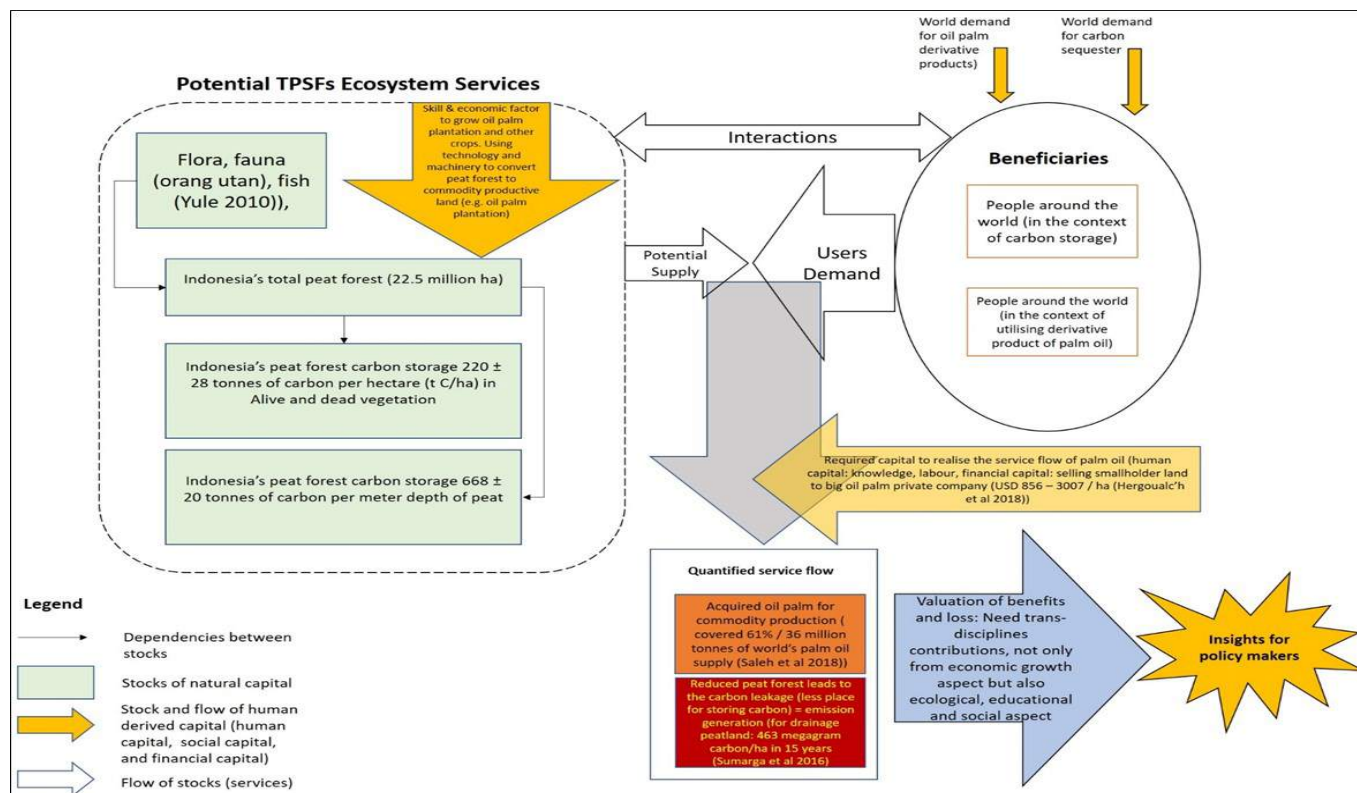 World demand
for oil palm
derivative
products)
World demand
for carbon
sequester
Potential TPSFs Ecosystem Services
Skill & economic factor
to grow oil palm
plantation and other
crops. Using
technology and
machinery to convert
peat forest to
commodity productive
land (e.g. oil palm
plantation)
Flora, fauna
(orang utan), fish
(Yule 2010)),
Indonesia's total peat forest (22.5 million ha)
Indonesia's peat forest carbon storage 220 ±
28 tonnes of carbon per hectare (t C/ha) in
Alive and dead vegetation
Indonesia's peat forest carbon storage 668 ±
20 tonnes of carbon per meter depth of peat
Interactions
Potential
Supply
Users
Demand
Beneficiaries
People around the
world (in the context
of carbon storage)
People around the world
(in the context of
utilising derivative
product of palm oil)
Required capital to realise the service flow of palm oil (human
capital: knowledge, labour, financial capital: selling smallholder land
to big oil palm private company (USD 856 – 3007 / ha (Hergoualc'h
et al 2018))
Quantified service flow
Acquired oil palm for
commodity production (
covered 61% / 36 million
tonnes of world's palm oil
supply (Saleh et al 2018))
Reduced peat forest leads to
the carbon leakage (less place
for storing carbon) = emission
generation (for drainage
peatland: 463 megagram
carbon/ha in 15 years
(Sumarga et al 2016)
Valuation of benefits
and loss: Need trans-
disciplines
contributions, not only
from economic growth
aspect but also
ecological, educational
and social aspect
Insights for
policy makers
Legend
Dependencies between
stocks
Stocks of natural capital
Stock and flow of human
derived capital (human
capital, social capital,
and financial capital)
Flow of stocks (services)